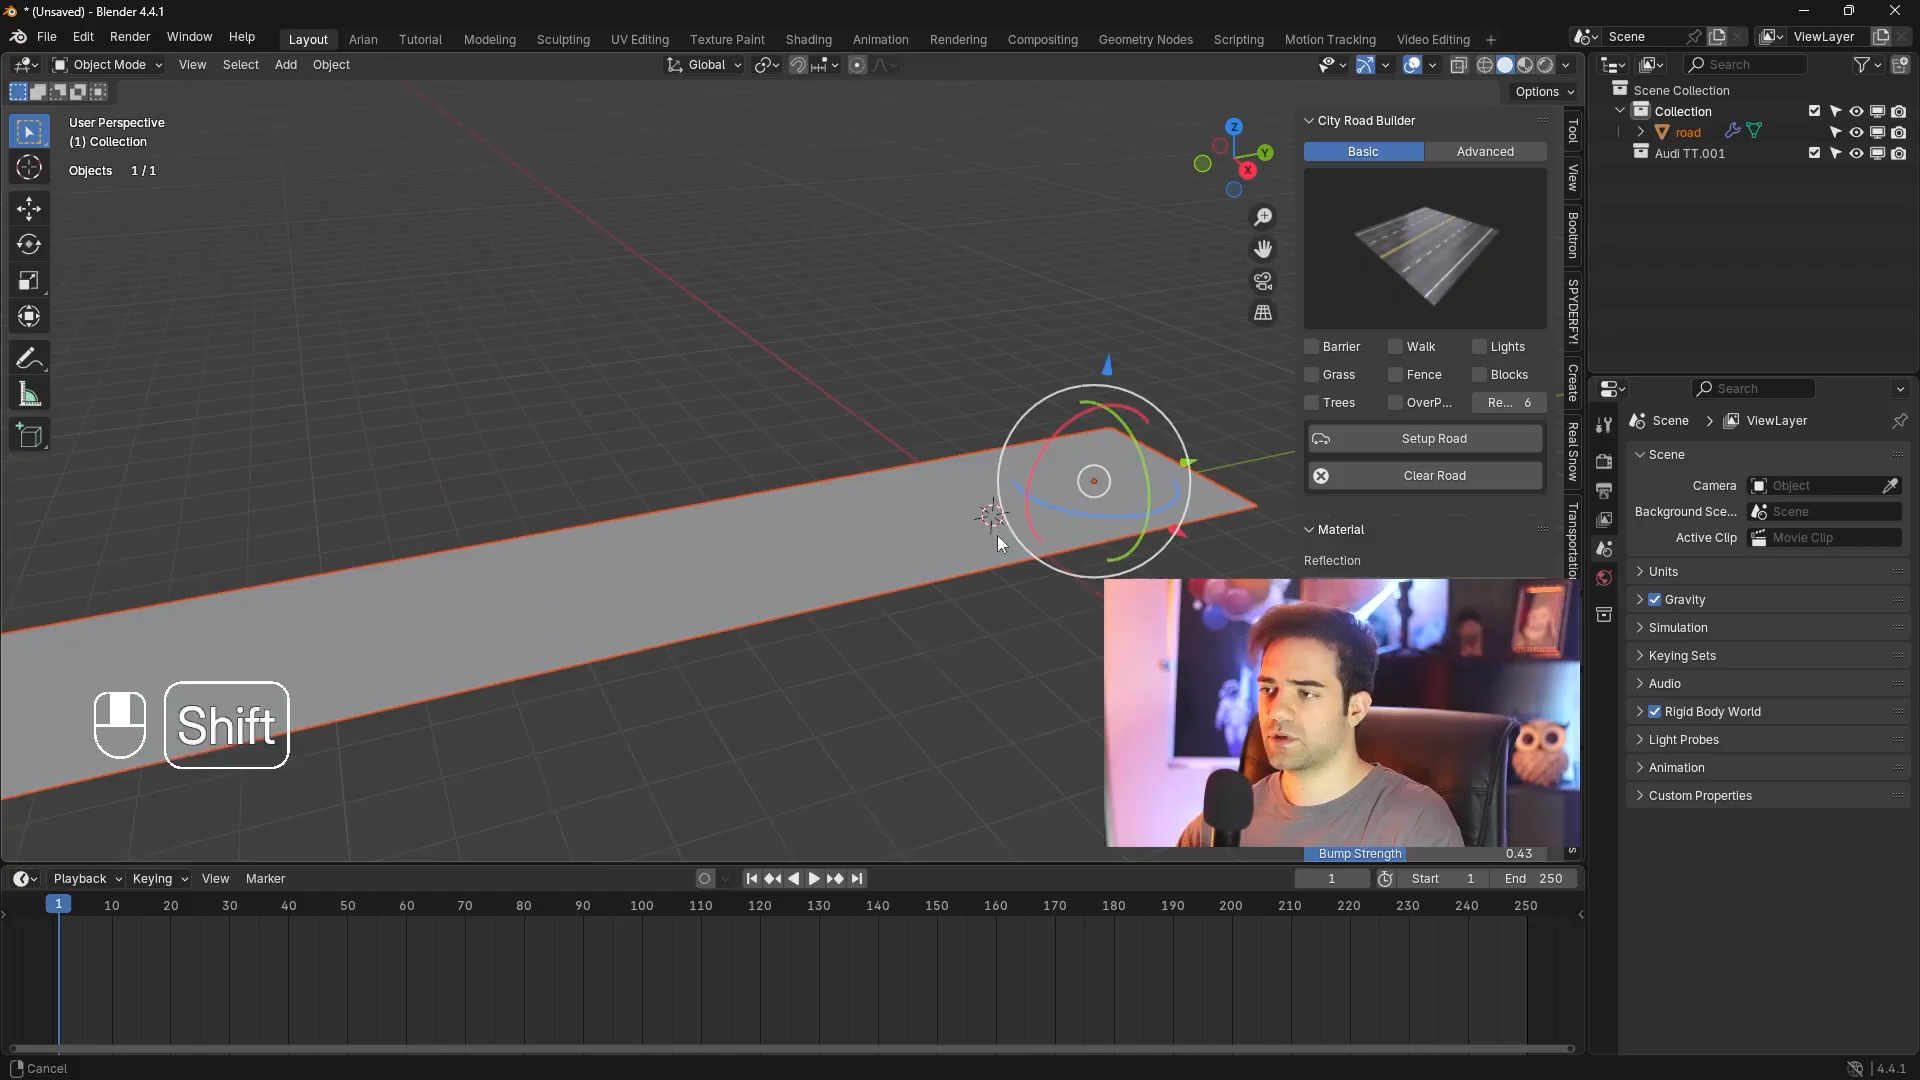 * (Unsaved) - Blender 4.4.1
File Edit Render Window Help Layout Arian Tutorial Modeling Sculpting UV Editing Texture Paint Shading Animation Rendering Compositing Geometry Nodes Scripting Motion Tracking Video Editing + Scene ViewLayer
Object Mode View Select Add Object Global Search
Options
User Perspective
(1) Collection
Objects 1 / 1
Z
Y
X
City Road Builder
Basic Advanced
Barrier Walk Lights
Grass Fence Blocks
Trees OverP... Re... 6
Setup Road
Clear Road
Material
Reflection
Bump Strength 0.43
Tool
View
Booltron
SPYDERFY!
Create
Real Snow
Transportatio
Scene Collection
Collection
road
Audi TT.001
Search
Scene > ViewLayer
Scene
Camera Object
Background Sce... Scene
Active Clip Movie Clip
Units
Gravity
Simulation
Keying Sets
Audio
Rigid Body World
Light Probes
Animation
Custom Properties
Shift
Playback Keying View Marker 1 Start 1 End 250
1 10 20 30 40 50 60 70 80 90 100 110 120 130 140 150 160 170 180 190 200 210 220 230 240 250
Cancel 4.4.1